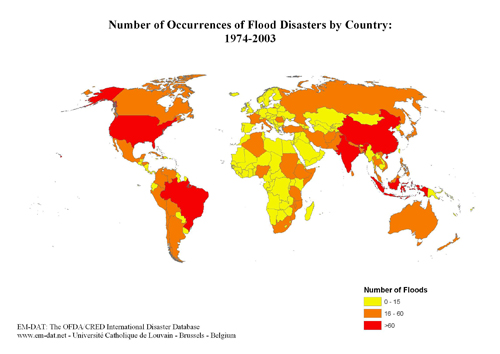 Number of Occurrences of Flood Disasters by Country:
1974-2003
Number of Floods
0 - 15
16 - 60
>60
EM-DAT: The OFDA/CRED International Disaster Database
www.em-dat.net - Université Catholique de Louvain - Brussels - Belgium